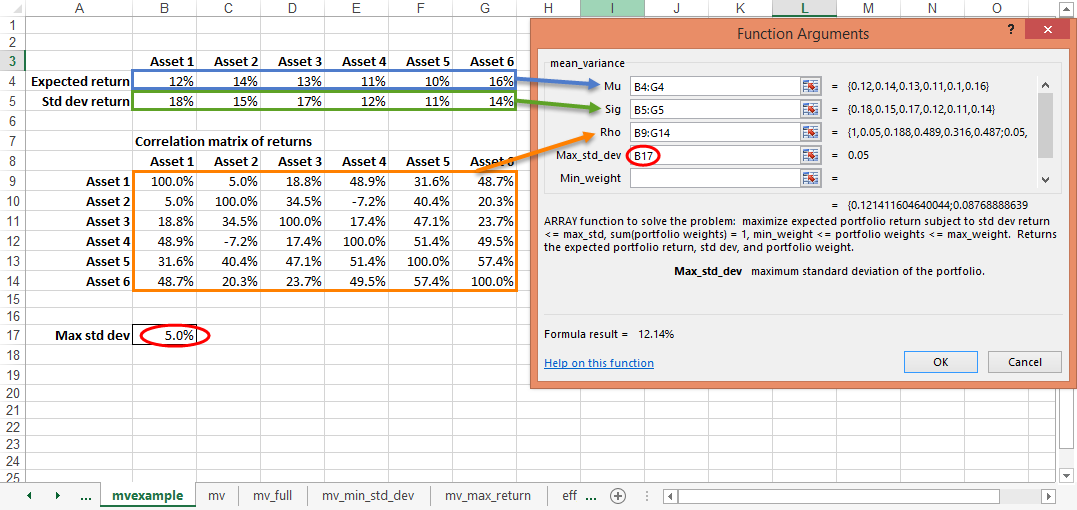 A B C D E F G H I J K L M N O
1
2
3 Asset 1 Asset 2 Asset 3 Asset 4 Asset 5 Asset 6
4 Expected return 12% 14% 13% 11% 10% 16%
5 Std dev return 18% 15% 17% 12% 11% 14%
6
7 Correlation matrix of returns
8 Asset 1 Asset 2 Asset 3 Asset 4 Asset 5 Asset 6
9 Asset 1 100.0% 5.0% 18.8% 48.9% 31.6% 48.7%
10 Asset 2 5.0% 100.0% 34.5% -7.2% 40.4% 20.3%
11 Asset 3 18.8% 34.5% 100.0% 17.4% 47.1% 23.7%
12 Asset 4 48.9% -7.2% 17.4% 100.0% 51.4% 49.5%
13 Asset 5 31.6% 40.4% 47.1% 51.4% 100.0% 57.4%
14 Asset 6 48.7% 20.3% 23.7% 49.5% 57.4% 100.0%
15
16
17 Max std dev 5.0%
18
19
20
21
22
23
24
25
Function Arguments ? ×
mean_variance
Mu B4:G4 = {0.12,0.14,0.13,0.11,0.1,0.16}
Sig B5:G5 = {0.18,0.15,0.17,0.12,0.11,0.14}
Rho B9:G14 = {1,0.05,0.188,0.489,0.316,0.487;0.05,
Max_std_dev B17 = 0.05
Min_weight =
= {0.121411604640044;0.08768888639
ARRAY function to solve the problem: maximize expected portfolio return subject to std dev return
<= max_std, sum(portfolio weights) = 1, min_weight <= portfolio weights <= max_weight. Returns
the expected portfolio return, std dev, and portfolio weight.
Max_std_dev maximum standard deviation of the portfolio.
Formula result = 12.14%
Help on this function OK Cancel
... mvexample mv mv_full mv_min_std_dev mv_max_return eff ...